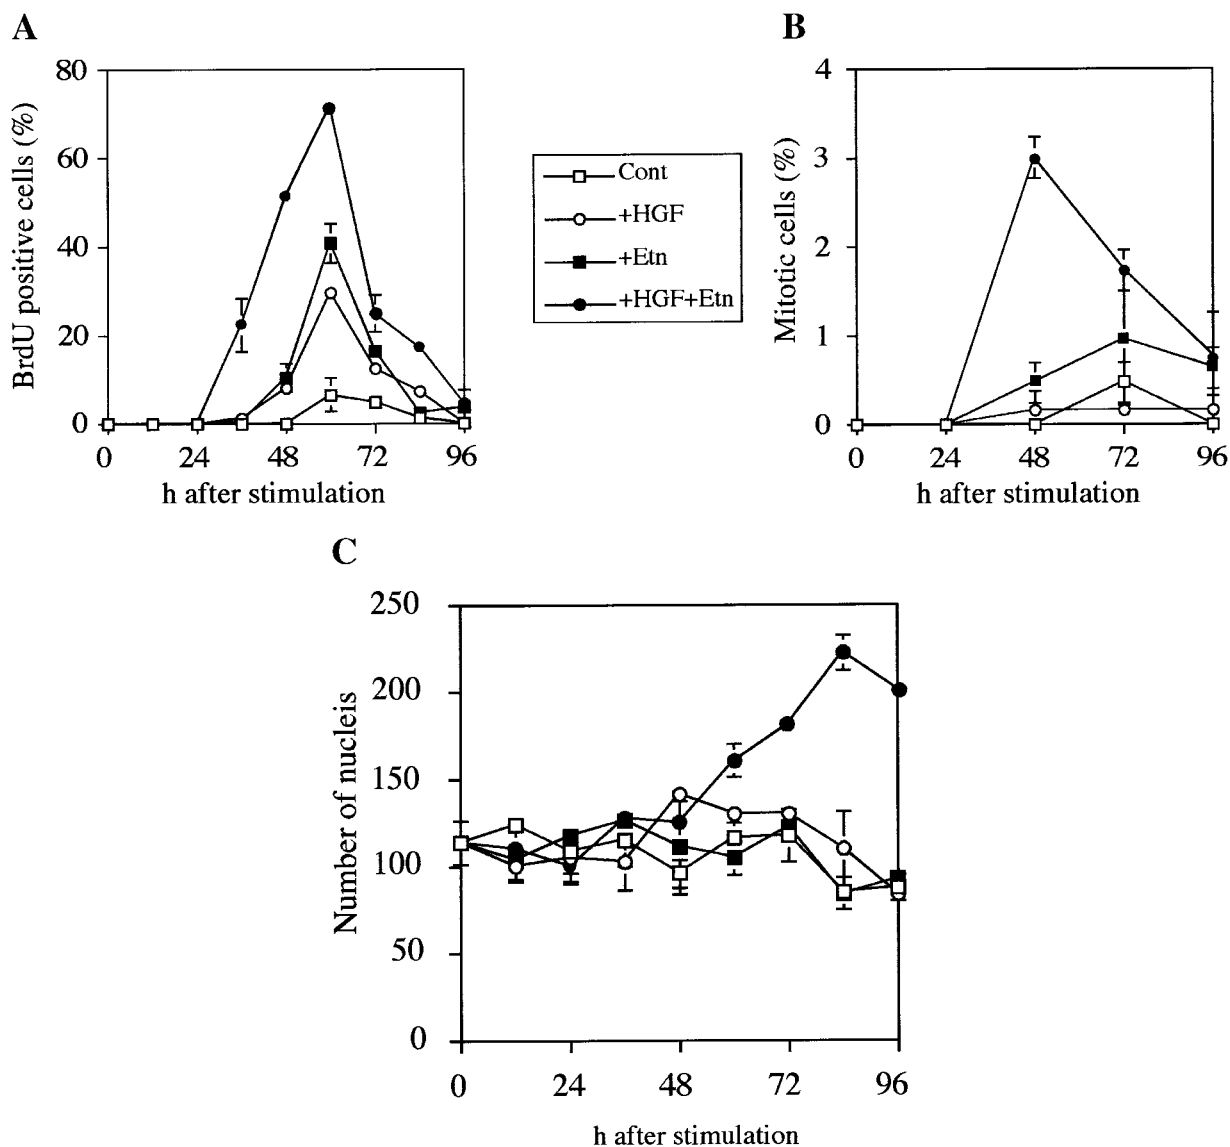 A
BrdU positive cells (%)
80
60
40
20
0
0 24 48 72 96
h after stimulation
Cont
+HGF
+Etn
+HGF+Etn
B
Mitotic cells (%)
4
3
2
1
0
0 24 48 72 96
h after stimulation
C
Number of nucleis
250
200
150
100
50
0
0 24 48 72 96
h after stimulation